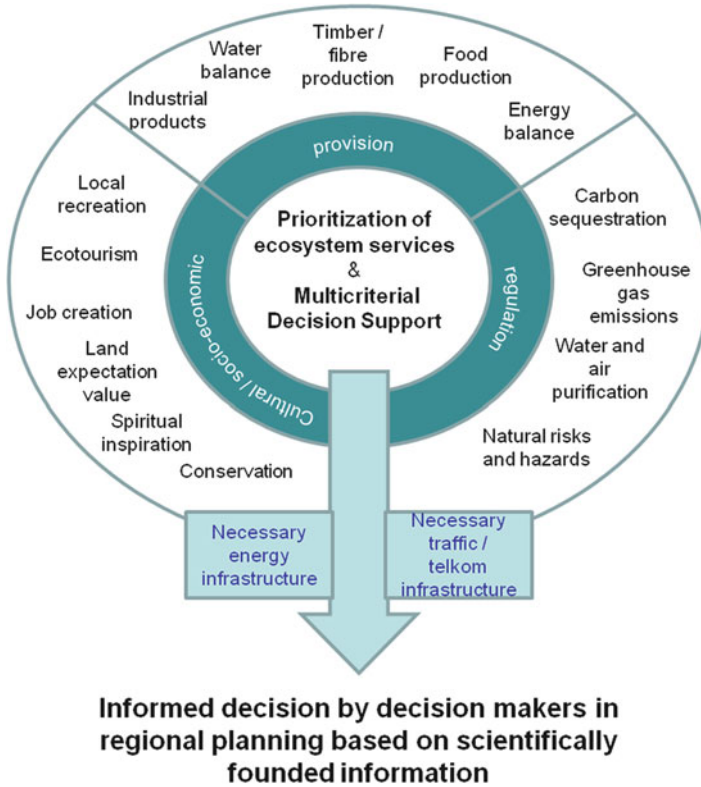 Timber /
fibre
production
Water
balance
Food
production
Industrial
products
Energy
balance
provision
Local
recreation
Carbon
sequestration
Prioritization of
ecosystem services
&
Multicriterial
Decision Support
Ecotourism
Greenhouse
gas
emissions
regulation
Cultural / socio-economic
Job creation
Water and
air
purification
Land
expectation
value
Spiritual
inspiration
Natural risks
and hazards
Conservation
Necessary
energy
infrastructure
Necessary
traffic /
telkom
infrastructure
Informed decision by decision makers in
regional planning based on scientifically
founded information